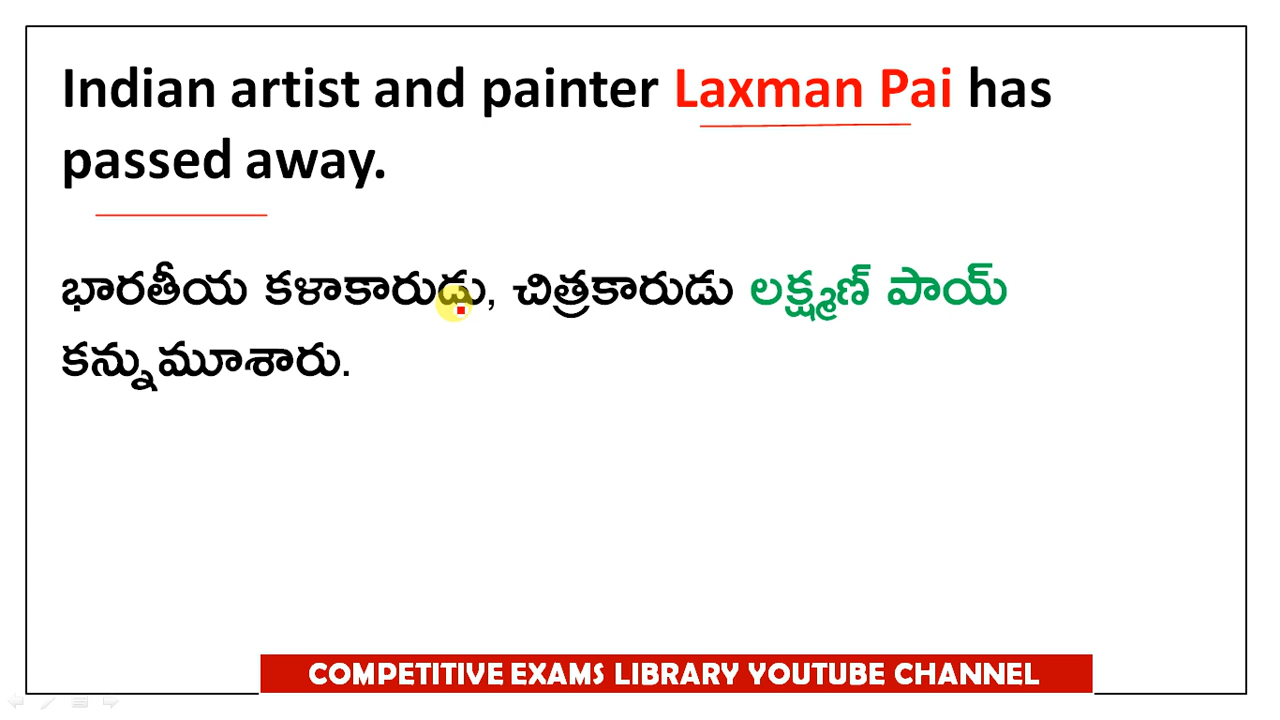 Indian artist and painter Laxman Pai has
passed away.
భారతీయ కళాకారుడు, చిత్రకారుడు లక్ష్మణ్ పాయ్
కన్నుమూశారు.
COMPETITIVE EXAMS LIBRARY YOUTUBE CHANNEL